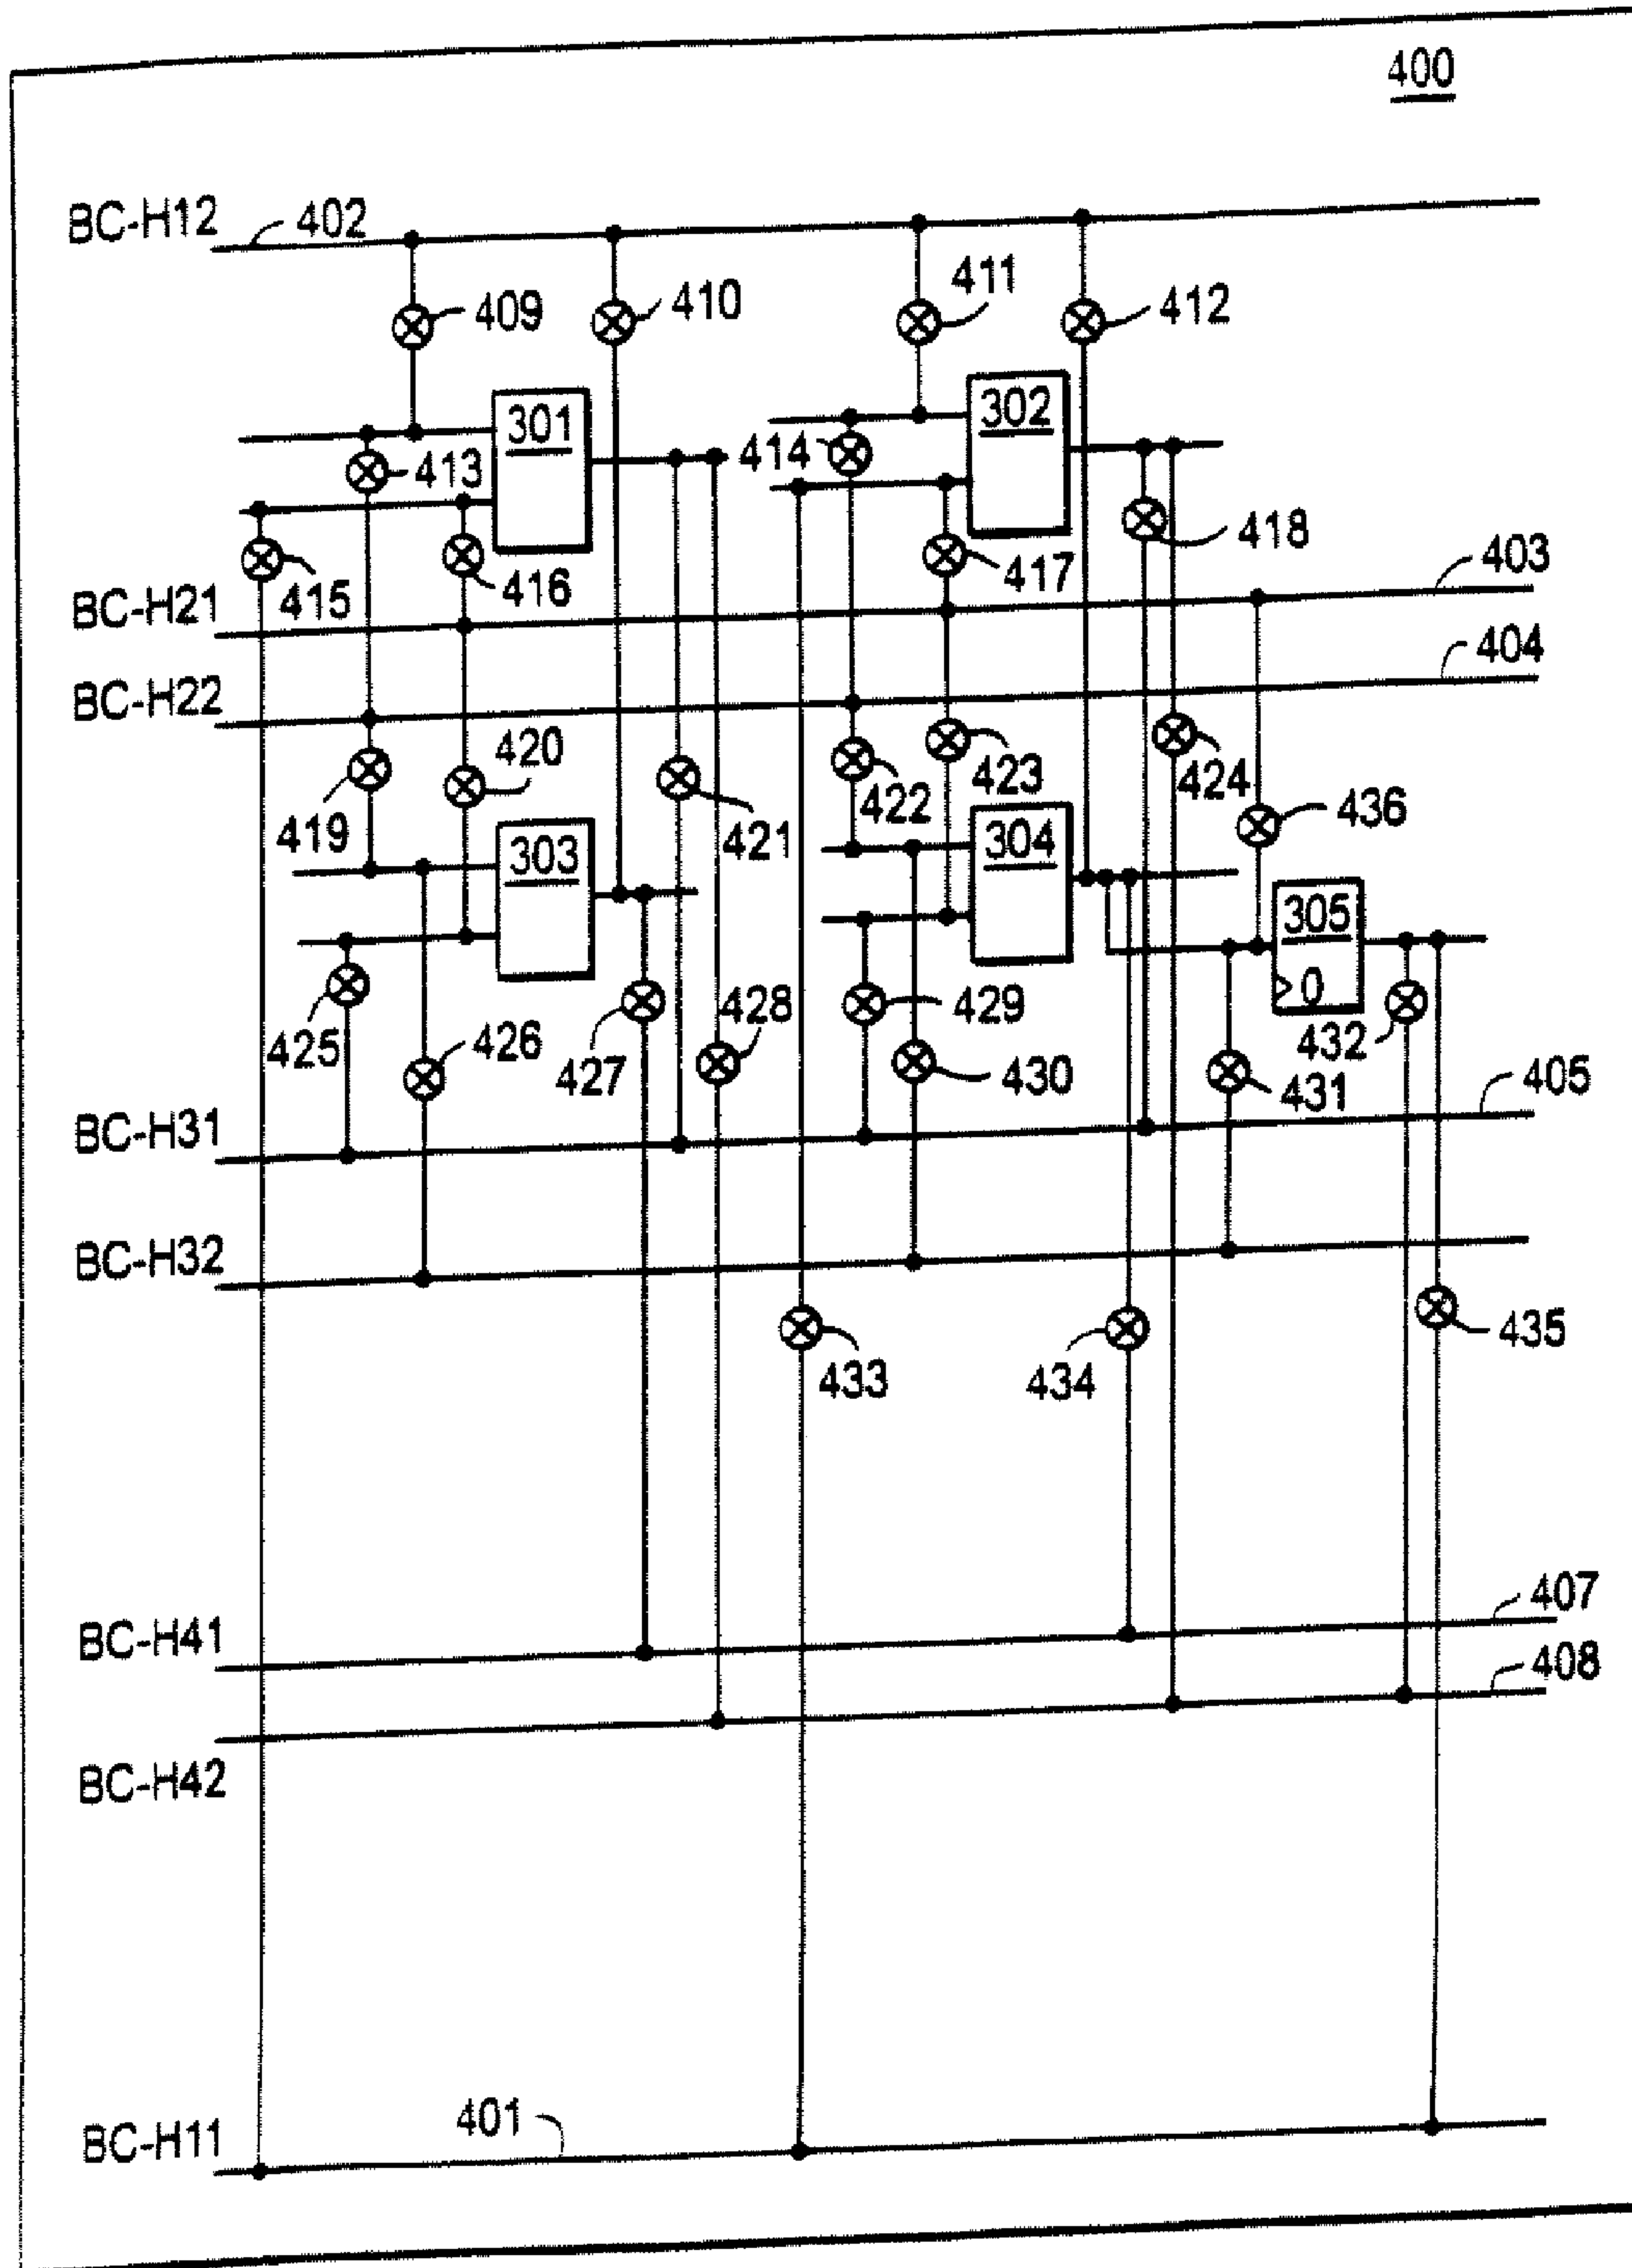 400
BC-H12 402
409 410 411 412
301 302
413 414
415 416 417 418
BC-H21 403
BC-H22 404
419 420 421 422 423 424 436
303 304 305
0
425 426 427 428 429 430 431 432
BC-H31 405
BC-H32
433 434 435
BC-H41 407
BC-H42 408
BC-H11 401